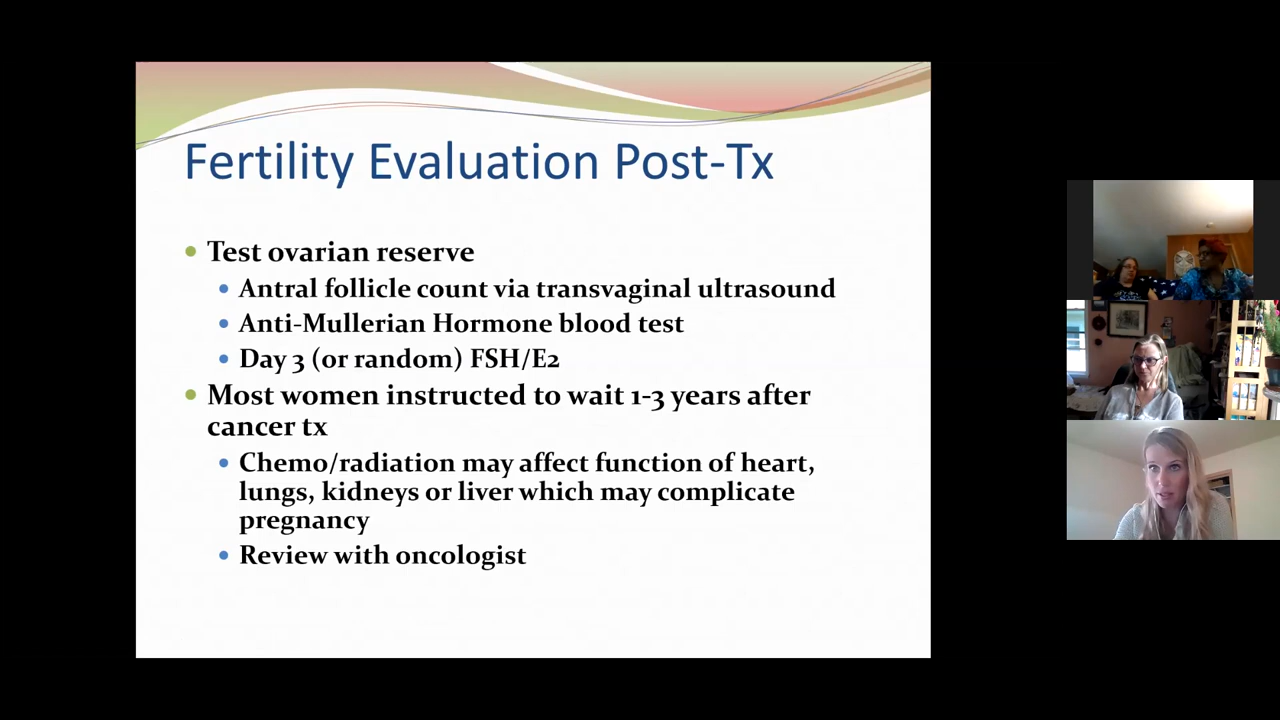 Fertility Evaluation Post-Tx
Test ovarian reserve
Antral follicle count via transvaginal ultrasound
Anti-Mullerian Hormone blood test
Day 3 (or random) FSH/E2
Most women instructed to wait 1-3 years after
cancer tx
Chemo/radiation may affect function of heart,
lungs, kidneys or liver which may complicate
pregnancy
Review with oncologist